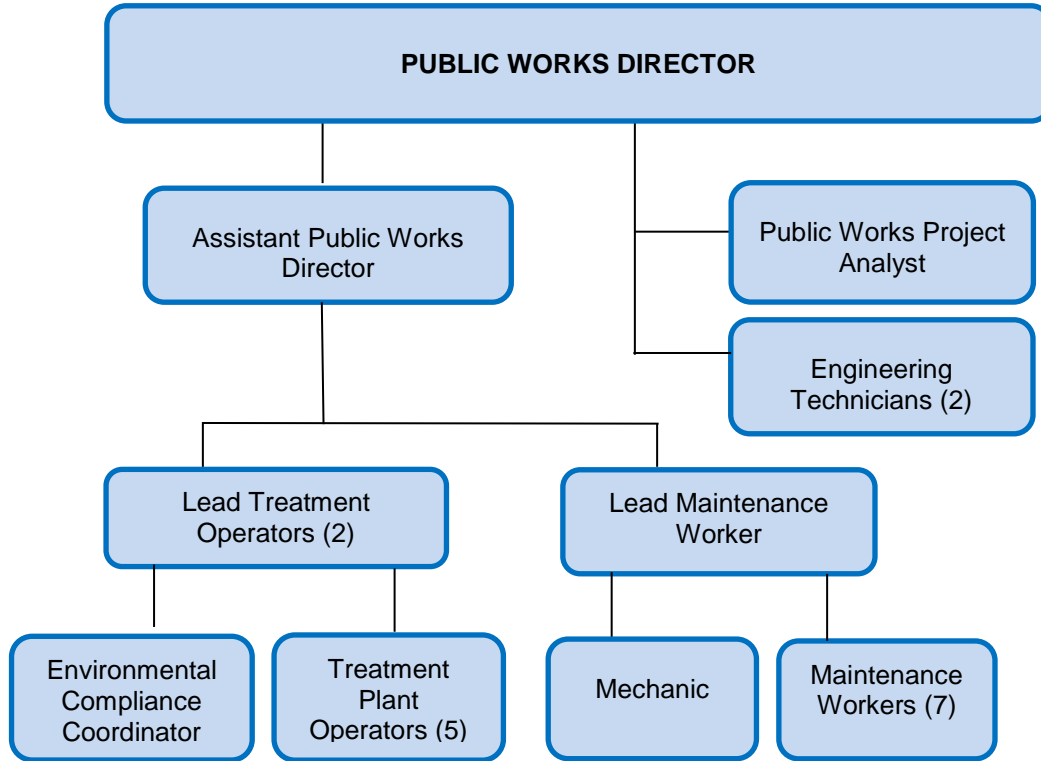 PUBLIC WORKS DIRECTOR
Assistant Public Works
Director
Public Works Project
Analyst
Engineering
Technicians (2)
Lead Treatment
Operators (2)
Lead Maintenance
Worker
Environmental
Compliance
Coordinator
Treatment
Plant
Operators (5)
Mechanic
Maintenance
Workers (7)